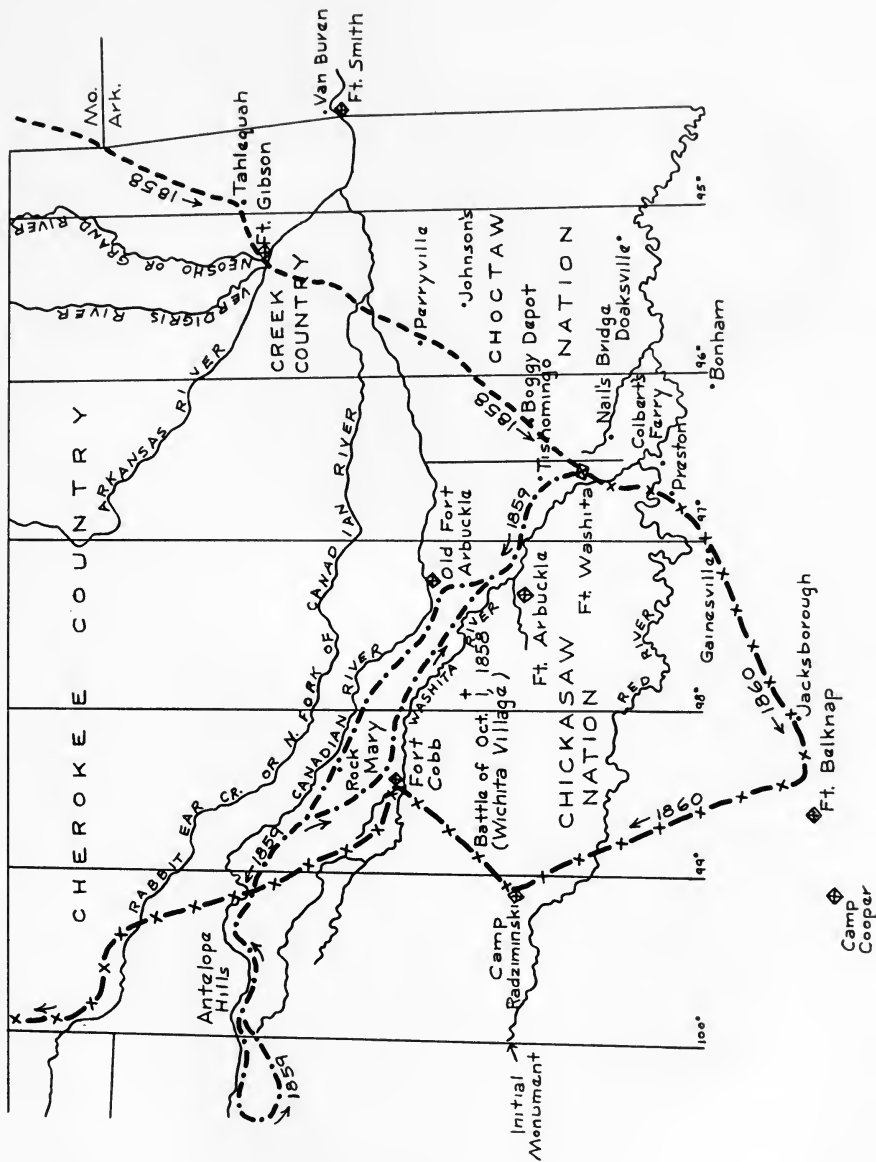 Mo.
Ark.
Van Buren
Ft. Smith
Tahlequah
Ft. Gibson
1858
NEOSHO OR
GRAND RIVER
VERDIGRIS
RIVER
CREEK
COUNTRY
ARKANSAS RIVER
CHEROKEE COUNTRY
Perryville
Johnson's
CHOCTAW
NATION
Boggy Depot
Tishomingo
1858
Nail's Bridge
Doaksville
Colbert's
Ferry
Bonham
Preston
95°
96°
97°
98°
99°
100°
RABBIT EAR CR. OR N. FORK OF
CANADIAN RIVER
CANADIAN RIVER
Old Fort
Arbuckle
1859
Ft. Washita
Ft. Arbuckle
WASHITA RIVER
Rock
Mary
Fort
Cobb
Battle of Oct. 1, 1858
(Wichita Village)
CHICKASAW
NATION
RED RIVER
Gainesville
Jacksborough
1860
Ft. Belknap
1860
Camp
Cooper
1859
Antelope
Hills
1859
Camp
Radziminski
Initial
Monument